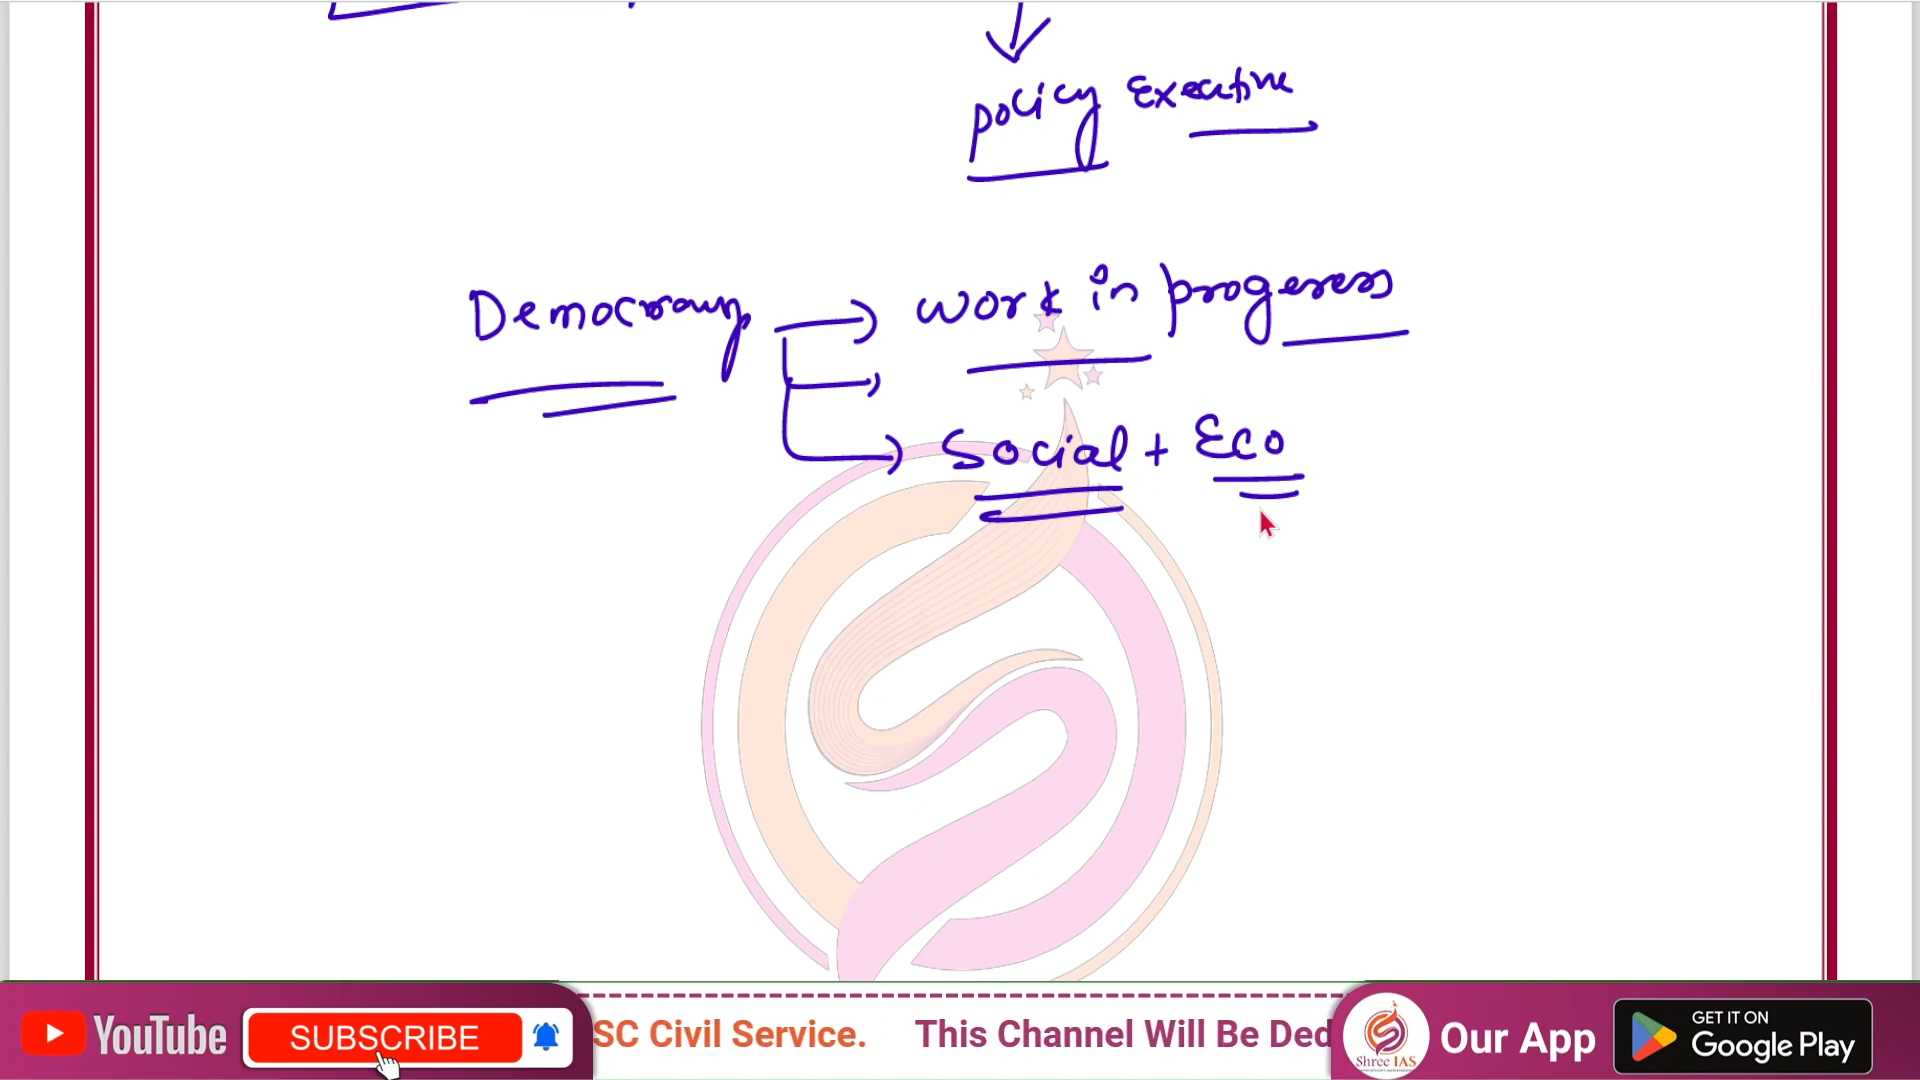 policy Executive
Democracy → work in progeress
→
→ Social + Eco
YouTube
SUBSCRIBE
SC Civil Service. This Channel Will Be Ded
Shree IAS
Our App
GET IT ON
Google Play